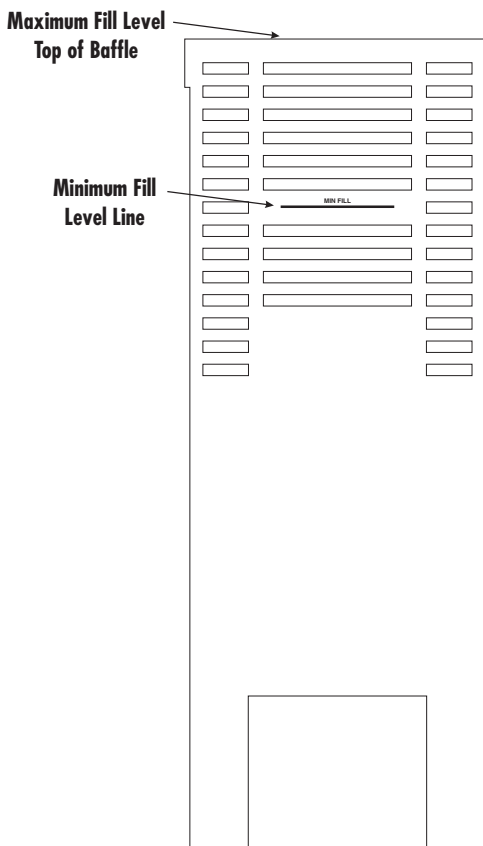 Maximum Fill Level
Top of Baffle
Minimum Fill
Level Line
MIN FILL